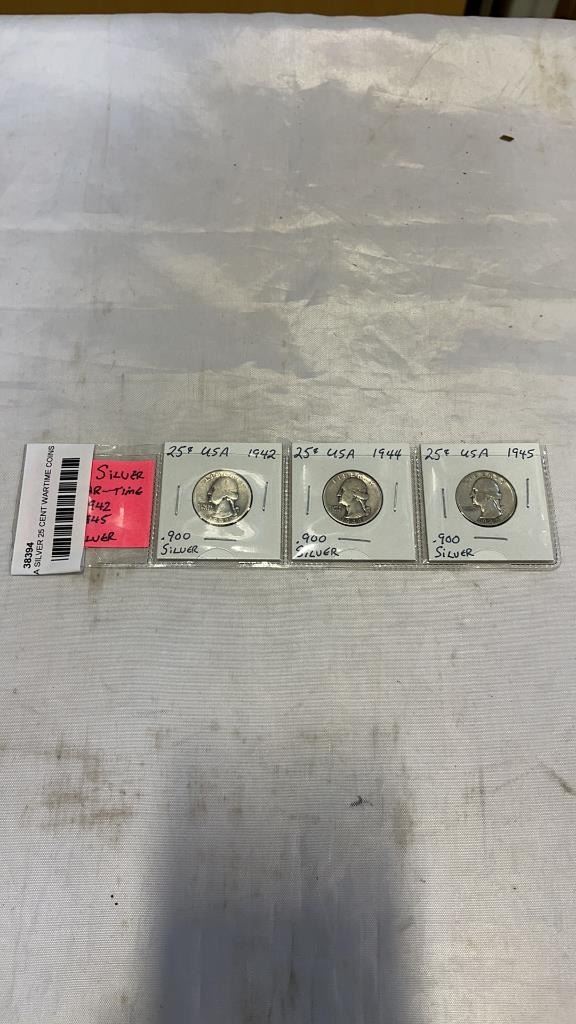 38394
A SILVER 25 CENT WARTIME COINS
SILVER
AR-TIME
1942
945
LVER
25¢ USA 1942
.900
SILVER
25¢ USA 1944
.900
SILVER
25¢ USA 1945
.900
SILVER